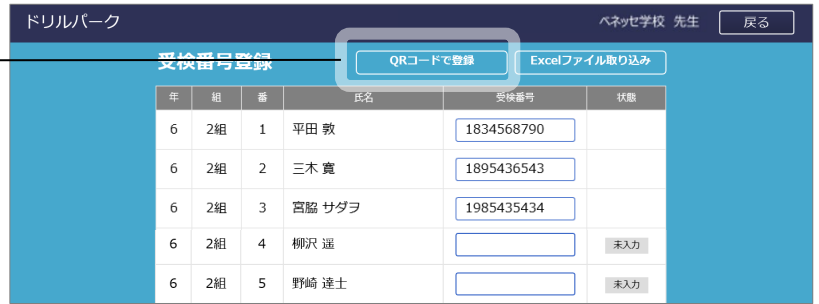 ドリルパーク ベネッセ学校 先生 戻る
受検番号登録 QRコードで登録 Excelファイル取り込み
年 組 番 氏名 受検番号 状態
6 2組 1 平田 敦 1834568790
6 2組 2 三木 寛 1895436543
6 2組 3 宮脇 サダヲ 1985435434
6 2組 4 柳沢 遥 未入力
6 2組 5 野崎 達士 未入力